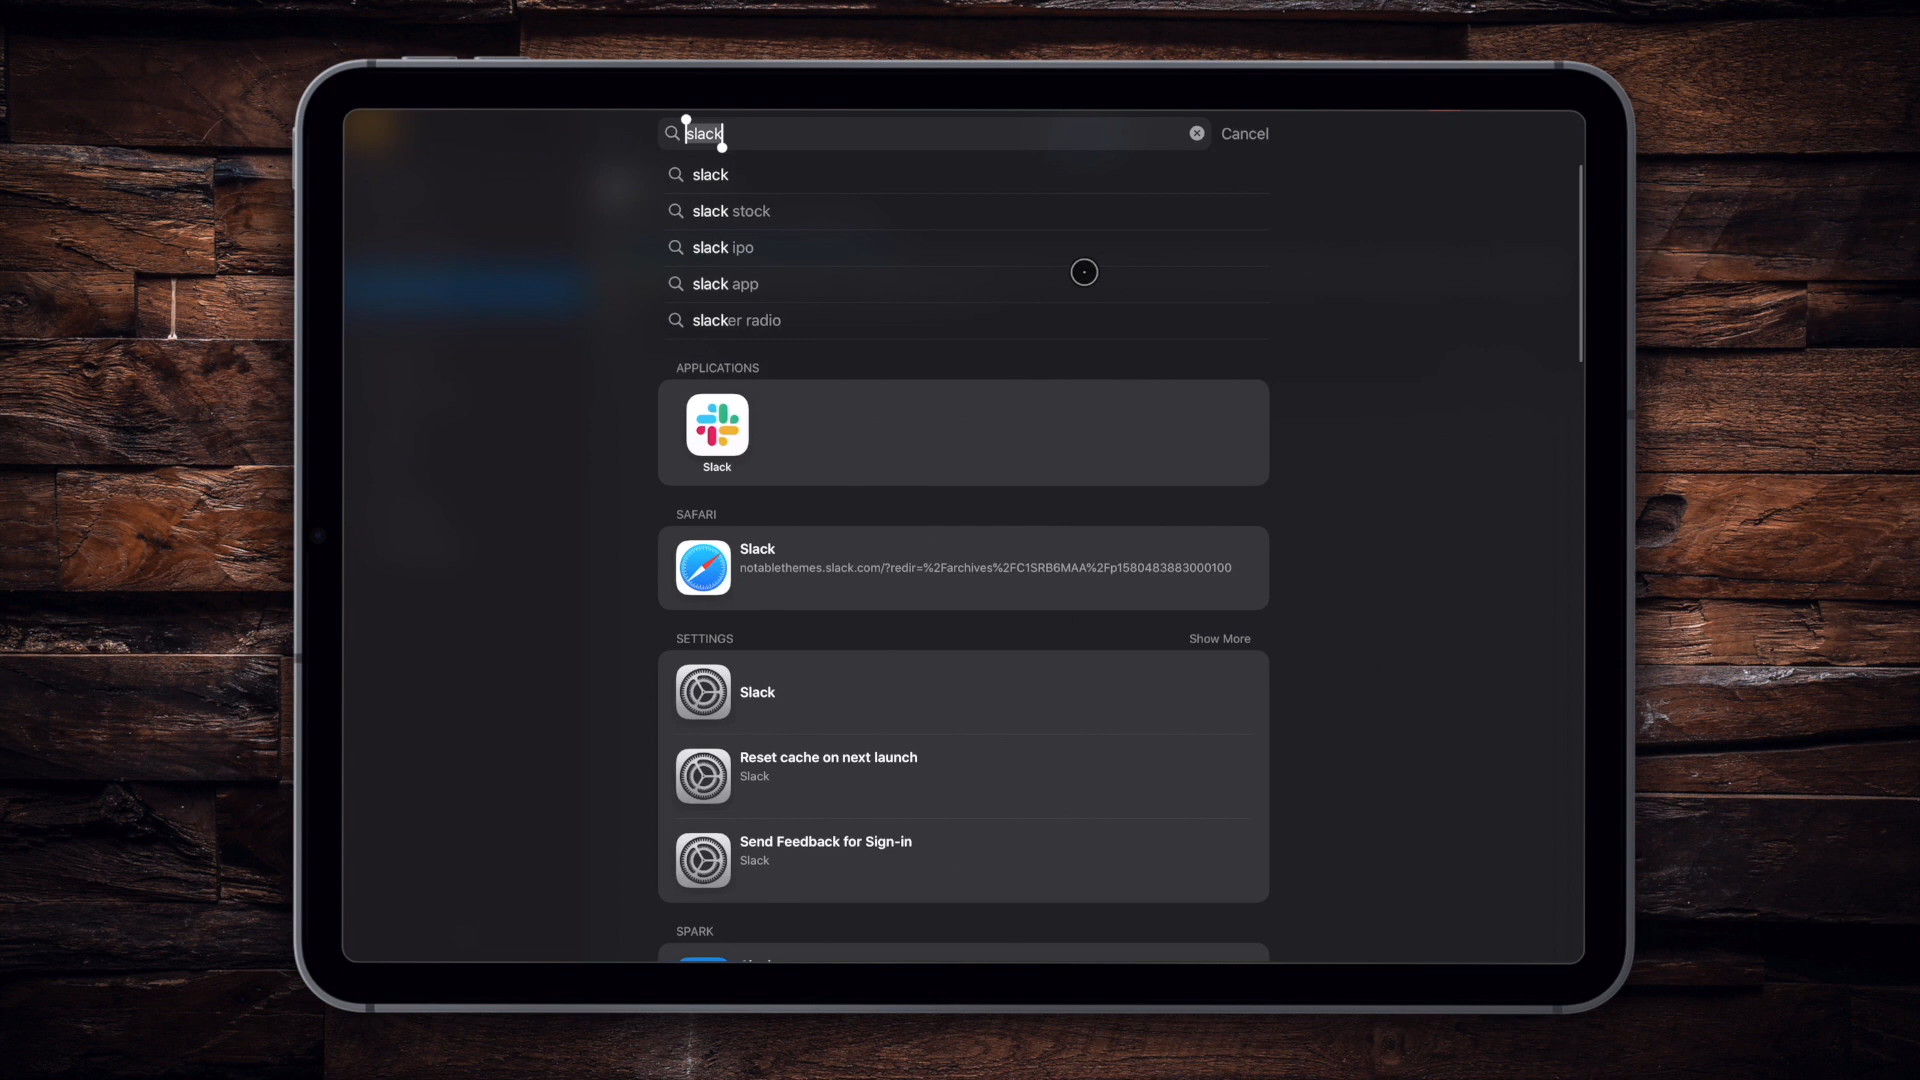 slack
Cancel
slack
slack stock
slack ipo
slack app
slacker radio
APPLICATIONS
Slack
SAFARI
Slack
notablethemes.slack.com/?redir=%2Farchives%2FC1SRB6MAA%2Fp1580483883000100
SETTINGS
Show More
Slack
Reset cache on next launch
Slack
Send Feedback for Sign-in
Slack
SPARK